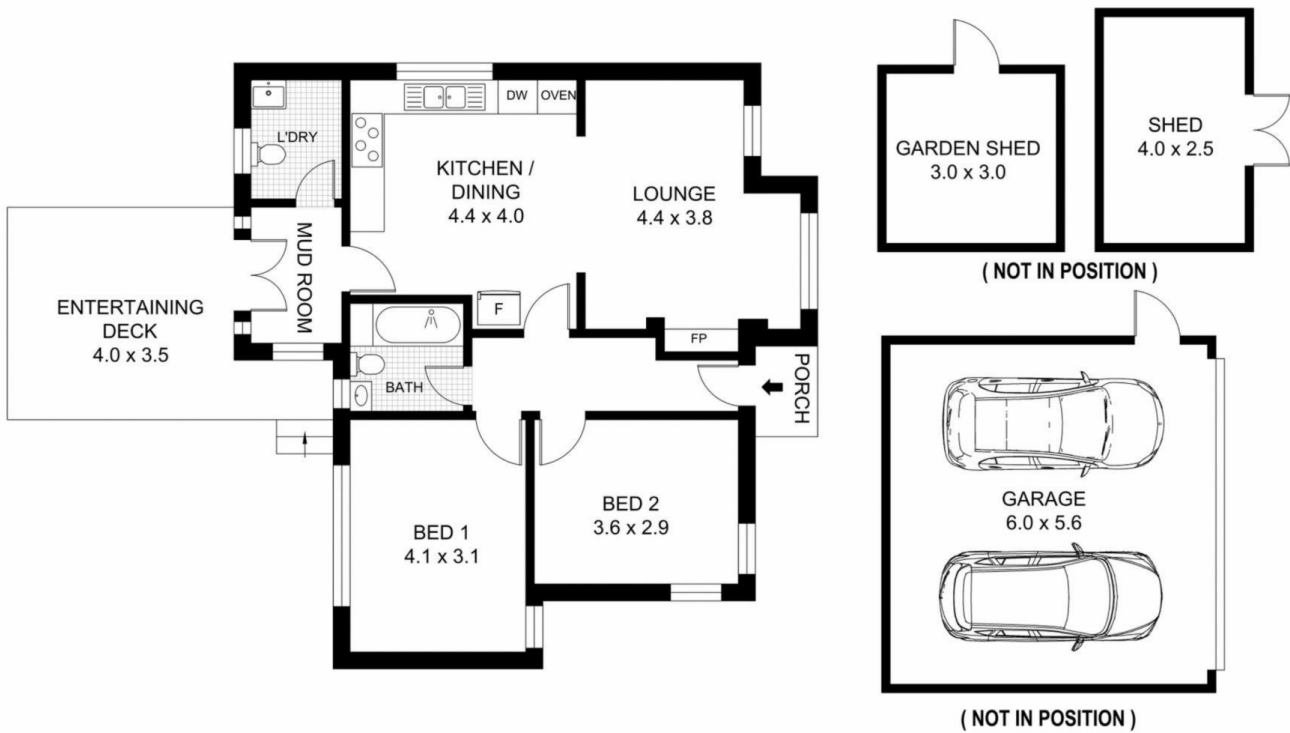 L'DRY
DW
OVEN
KITCHEN /
DINING
4.4 x 4.0
LOUNGE
4.4 x 3.8
MUD ROOM
ENTERTAINING
DECK
4.0 x 3.5
F
FP
BATH
PORCH
BED 1
4.1 x 3.1
BED 2
3.6 x 2.9
GARDEN SHED
3.0 x 3.0
SHED
4.0 x 2.5
( NOT IN POSITION )
GARAGE
6.0 x 5.6
( NOT IN POSITION )